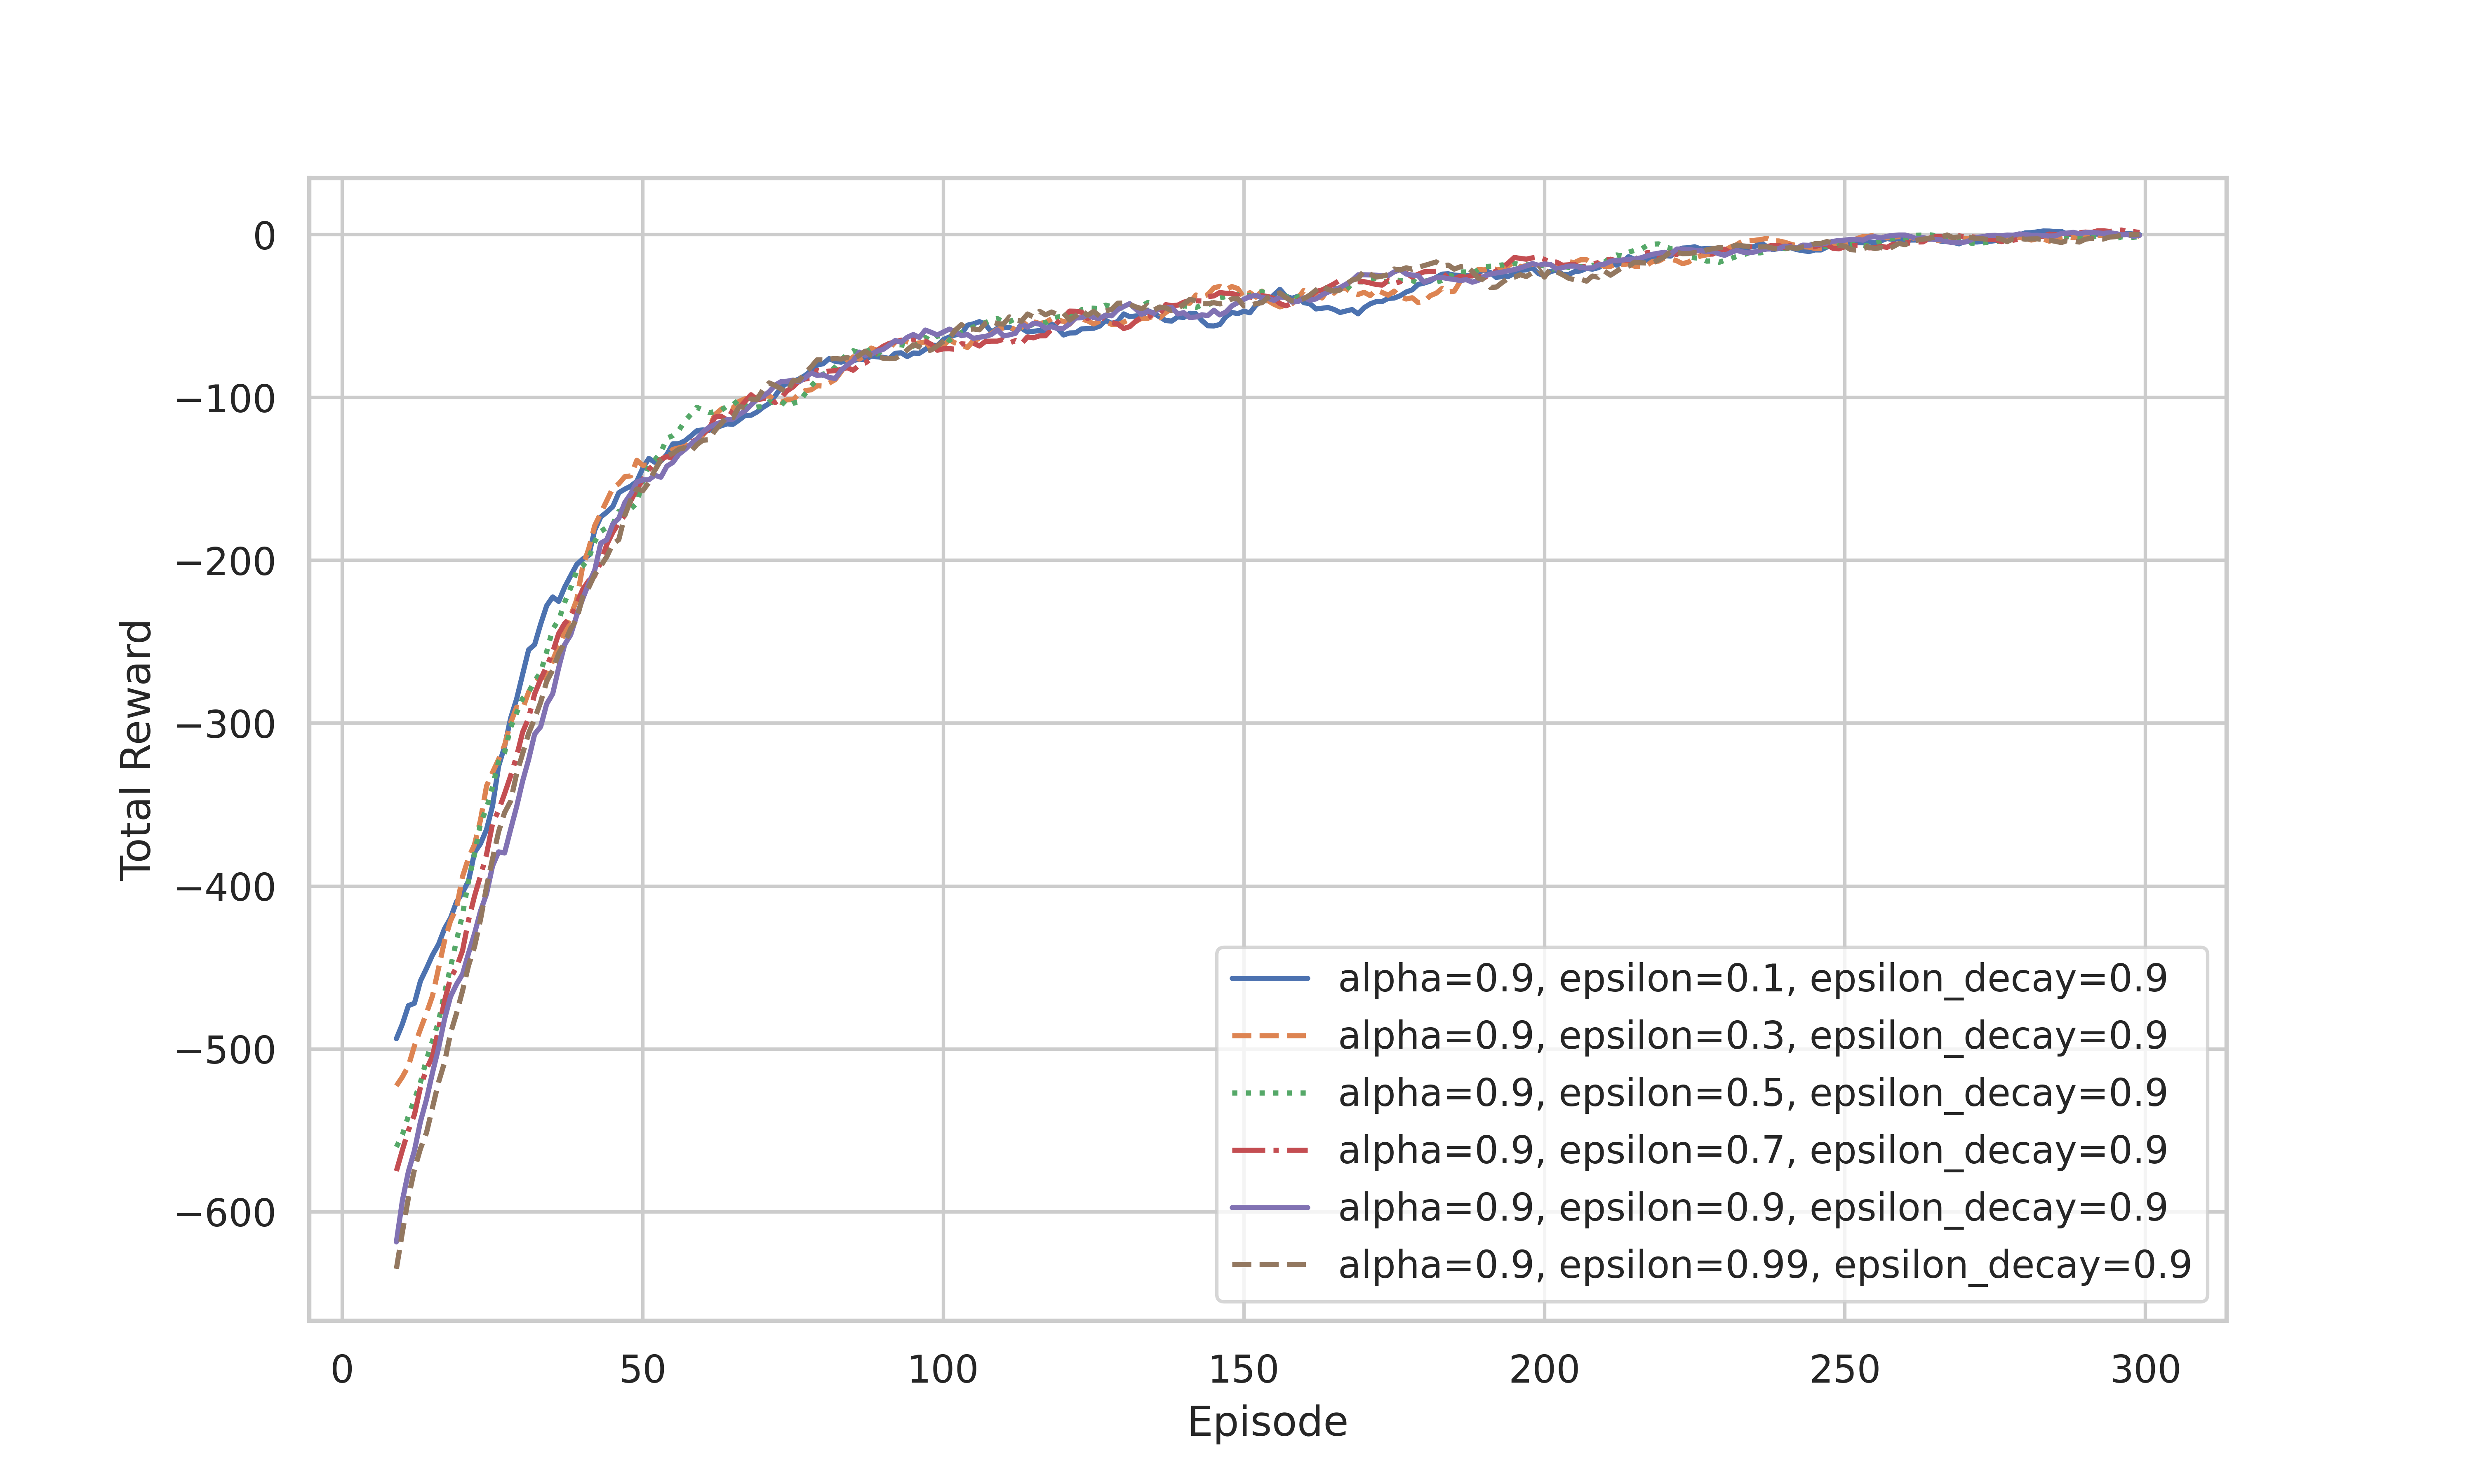 0
−100
−200
−300
−400
−500
−600
Total Reward
alpha=0.9, epsilon=0.1, epsilon_decay=0.9
alpha=0.9, epsilon=0.3, epsilon_decay=0.9
alpha=0.9, epsilon=0.5, epsilon_decay=0.9
alpha=0.9, epsilon=0.7, epsilon_decay=0.9
alpha=0.9, epsilon=0.9, epsilon_decay=0.9
alpha=0.9, epsilon=0.99, epsilon_decay=0.9
0 50 100 150 200 250 300
Episode